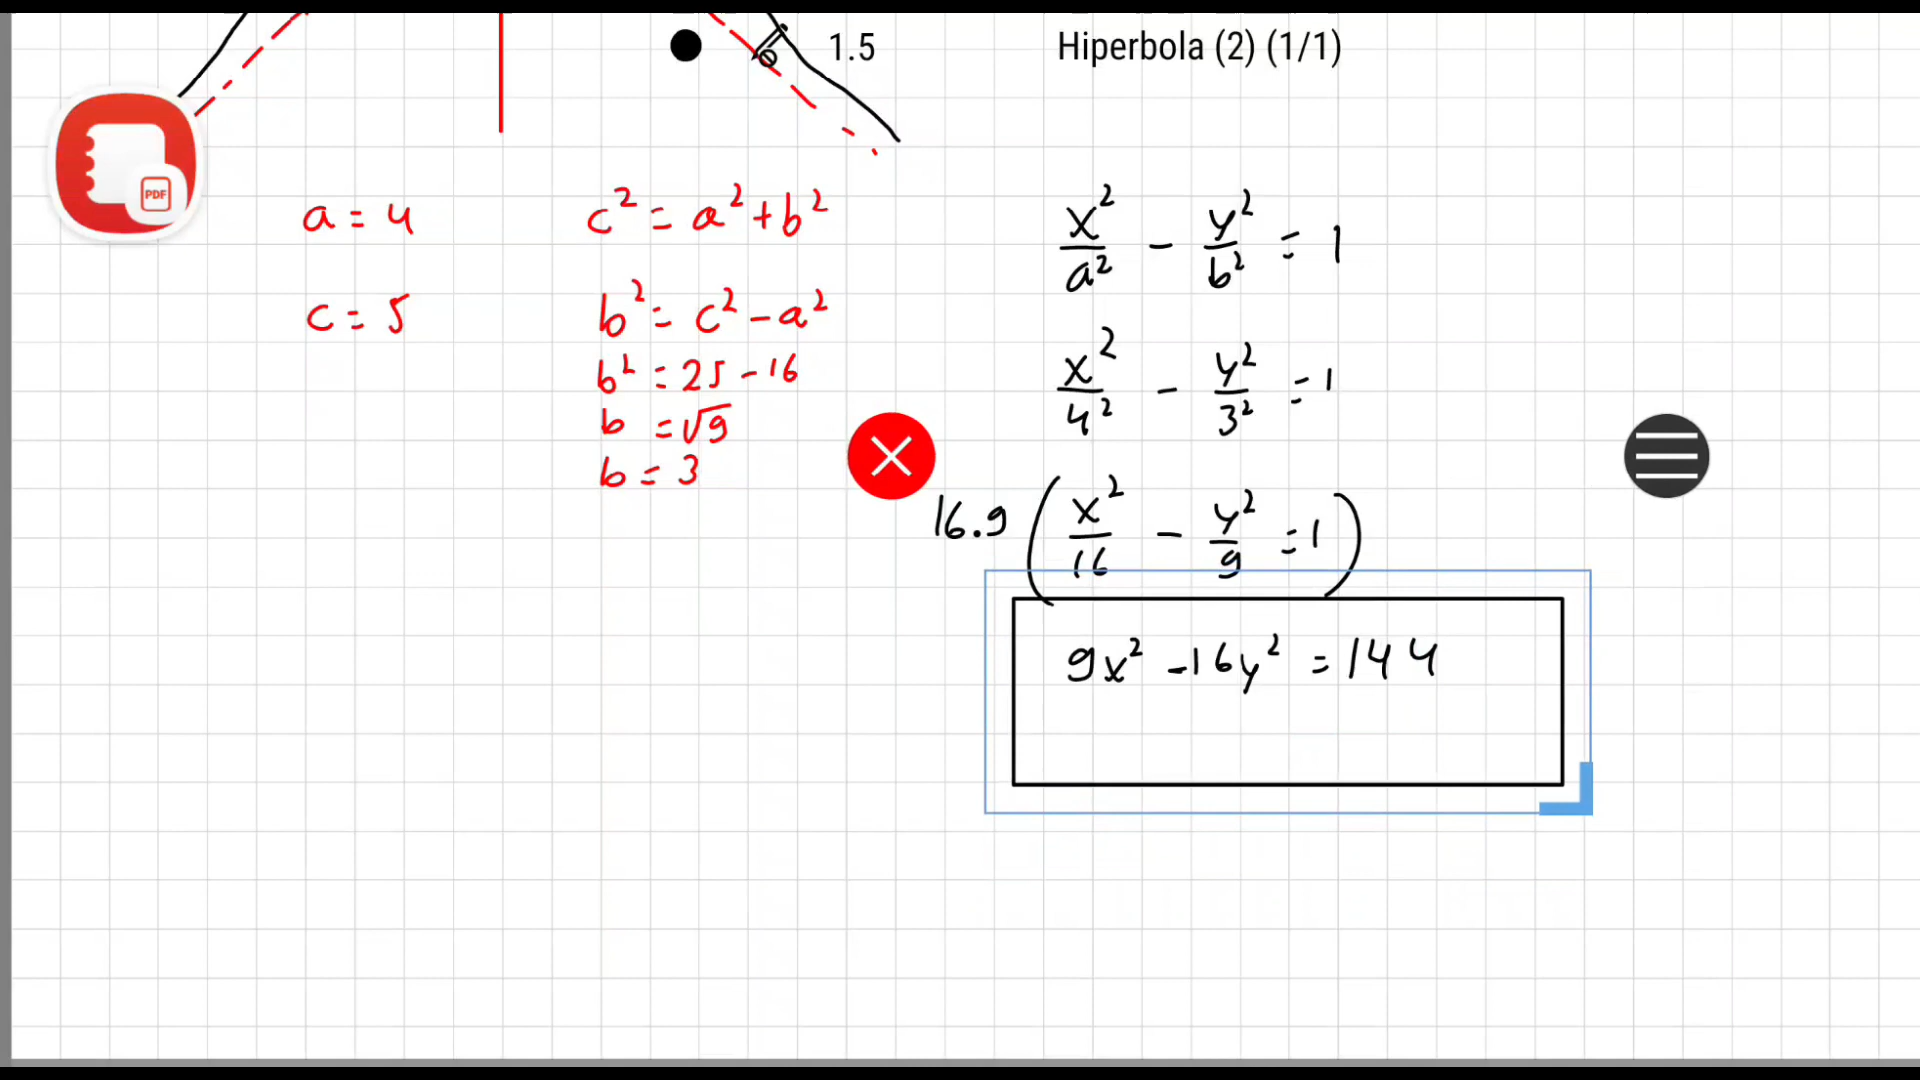 1.5 Hiperbola (2) (1/1)
PDF
a = 4
c = 5
c² = a² + b²
b² = c² - a²
b² = 25 - 16
b = √9
b = 3
x²/a² - y²/b² = 1
x²/4² - y²/3² = 1
16.9 (x²/16 - y²/9 = 1)
9x² - 16y² = 144